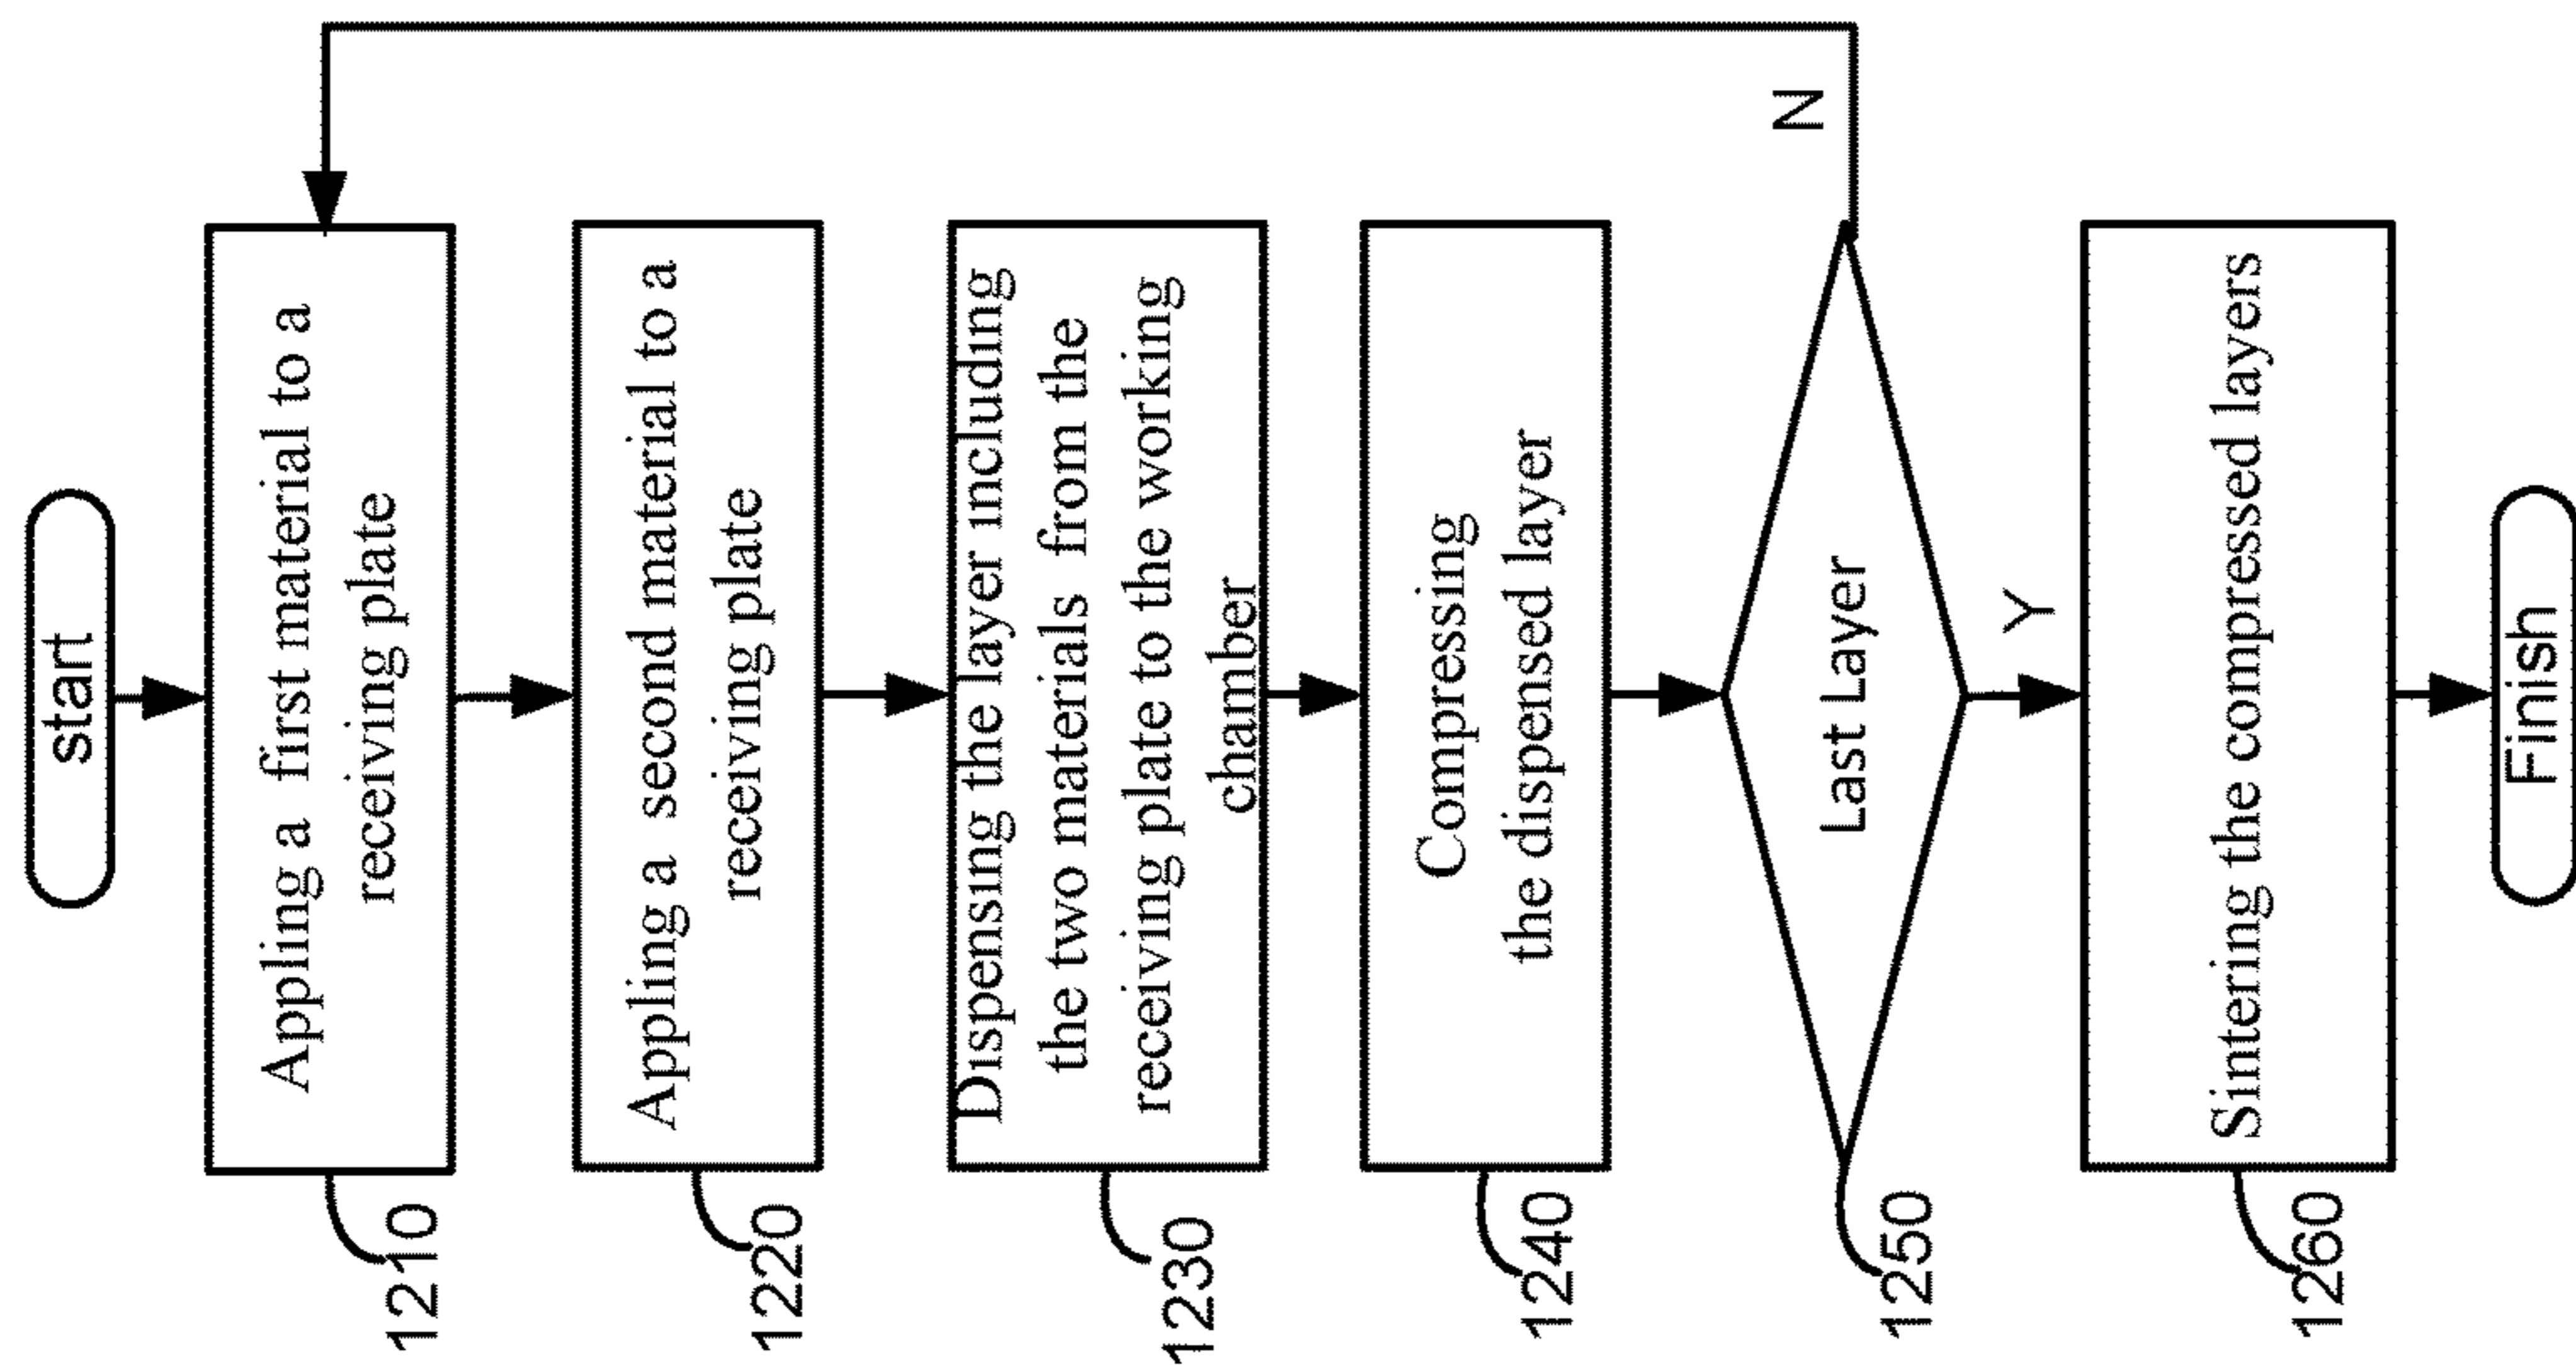 start
Appling a first material to a
receiving plate
1210
Appling a second material to a
receiving plate
1220
Dispensing the layer including
the two materials from the
receiving plate to the working
chamber
1230
Compressing
the dispensed layer
1240
Last Layer
N
Y
1250
Sintering the compressed layers
1260
Finish